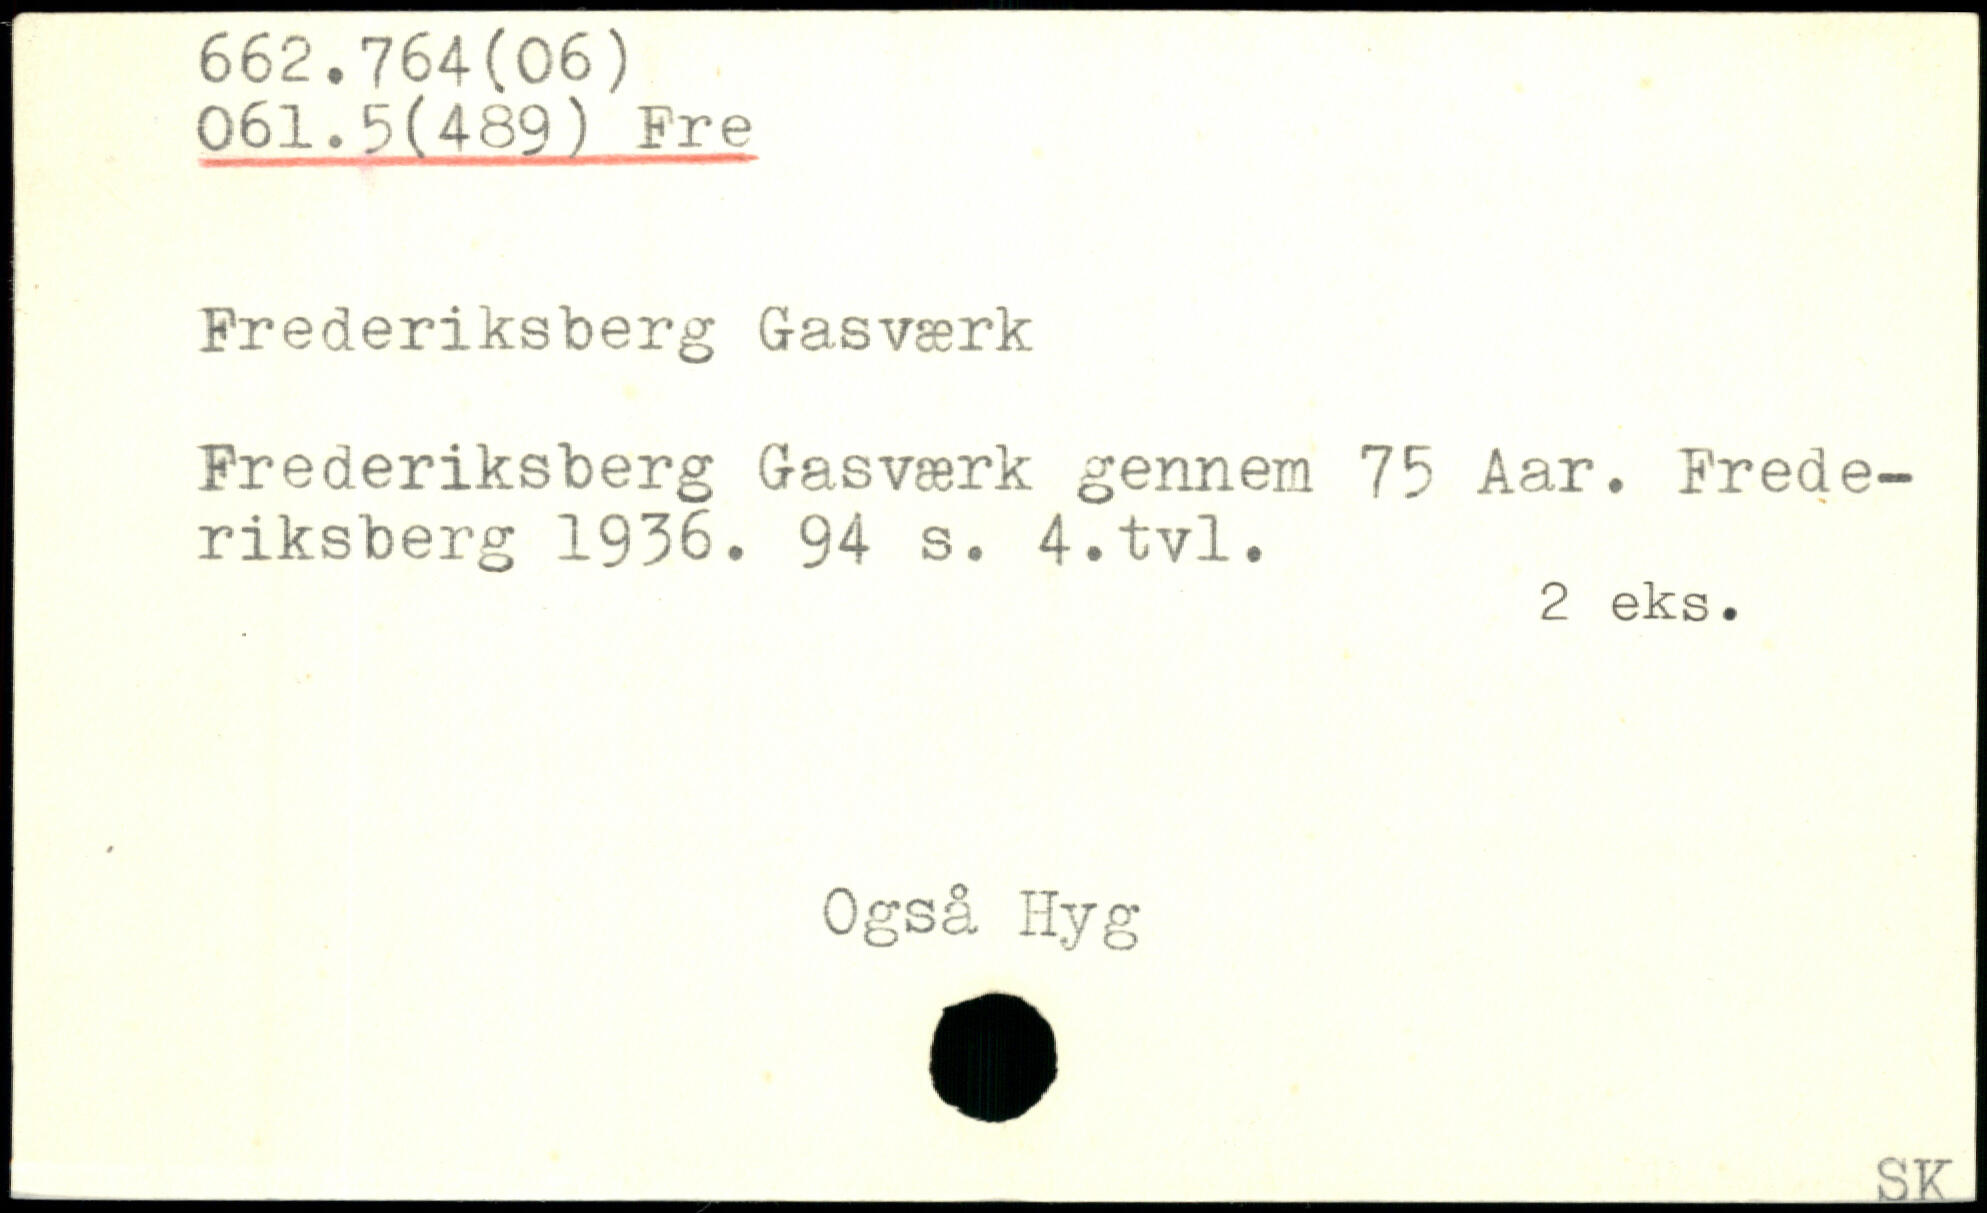 662.764(06)
061.5(489) Fre
Frederiksberg Gasværk
Frederiksberg Gasværk gennem 75 Aar. Frede-
riksberg 1936. 94 s. 4.tvl.
2 eks.
Også Hyg
SK